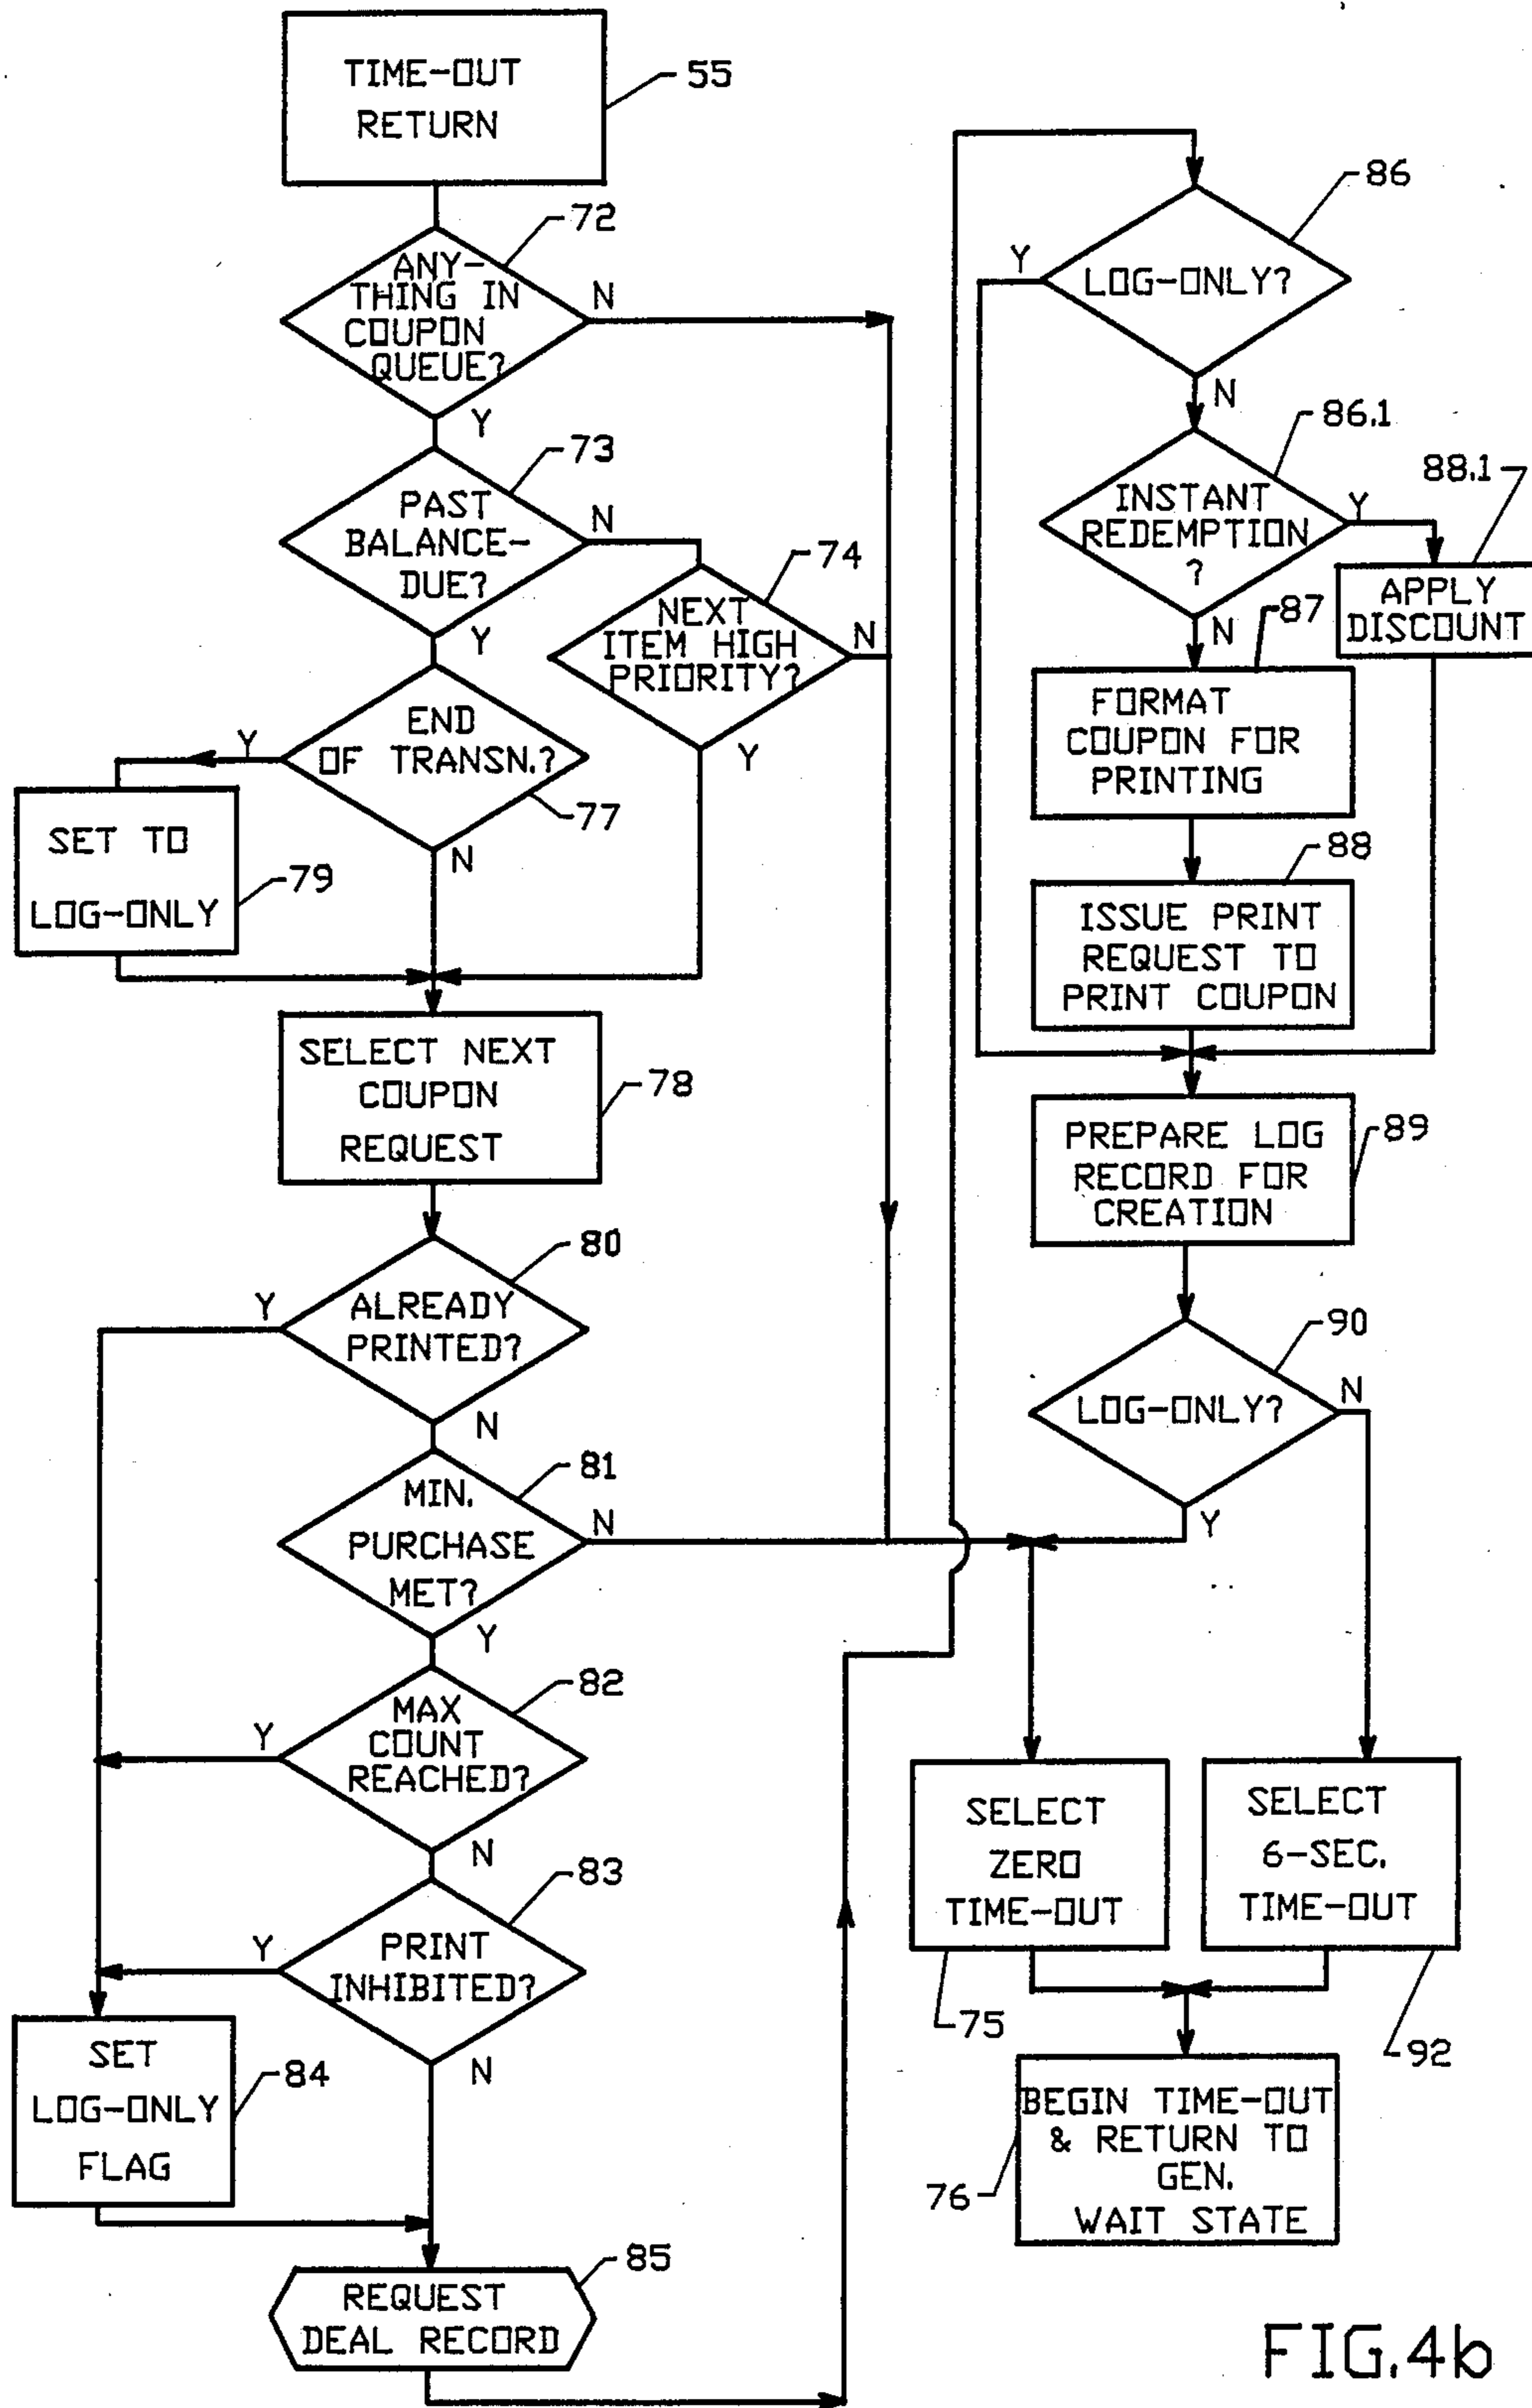 TIME-OUT
RETURN
55
72
ANY-
THING IN
COUPON
QUEUE?
N
Y
73
PAST
BALANCE-
DUE?
N
Y
74
NEXT
ITEM HIGH
PRIORITY?
N
Y
END
OF TRANSN.?
Y
N
77
SET TO
LOG-ONLY
79
SELECT NEXT
COUPON
REQUEST
78
80
ALREADY
PRINTED?
Y
N
81
MIN.
PURCHASE
MET?
N
Y
82
MAX
COUNT
REACHED?
Y
N
83
PRINT
INHIBITED?
Y
N
SET
LOG-ONLY
FLAG
84
85
REQUEST
DEAL RECORD
86
LOG-ONLY?
Y
N
86.1
INSTANT
REDEMPTION
?
Y
N
88.1
APPLY
DISCOUNT
87
FORMAT
COUPON FOR
PRINTING
88
ISSUE PRINT
REQUEST TO
PRINT COUPON
PREPARE LOG
RECORD FOR
CREATION
89
90
LOG-ONLY?
N
Y
SELECT
ZERO
TIME-OUT
75
SELECT
6-SEC.
TIME-OUT
92
BEGIN TIME-OUT
& RETURN TO
GEN.
WAIT STATE
76
FIG.4b